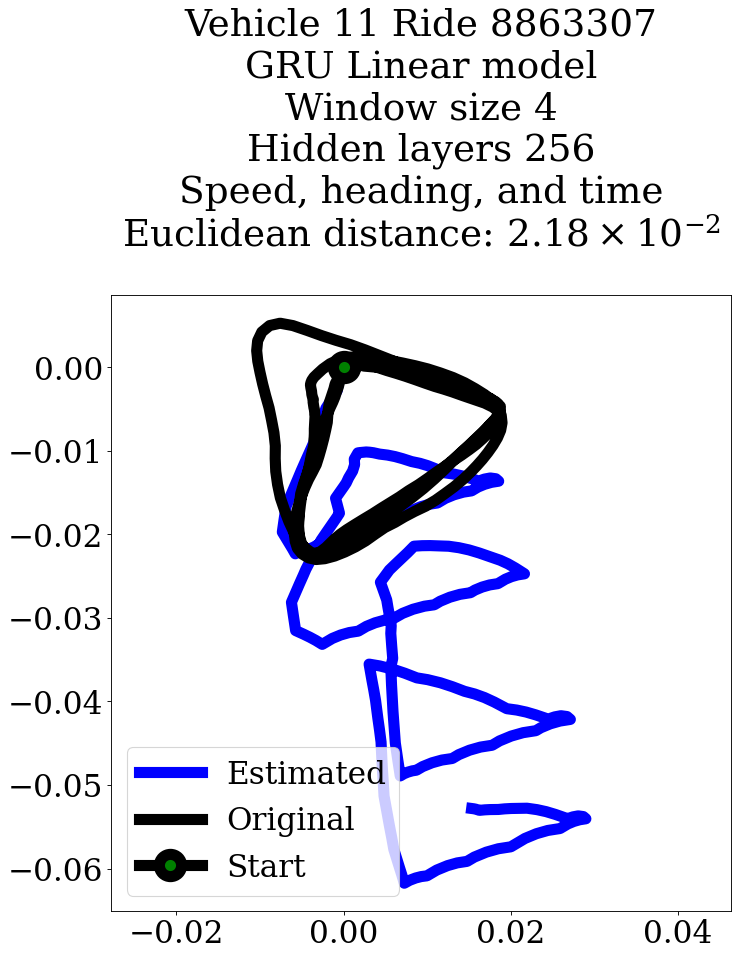 Vehicle 11 Ride 8863307
GRU Linear model
Window size 4
Hidden layers 256
Speed, heading, and time
Euclidean distance: 2.18 × 10⁻²
0.00
−0.01
−0.02
−0.03
−0.04
−0.05
−0.06
Estimated
Original
Start
−0.02 0.00 0.02 0.04